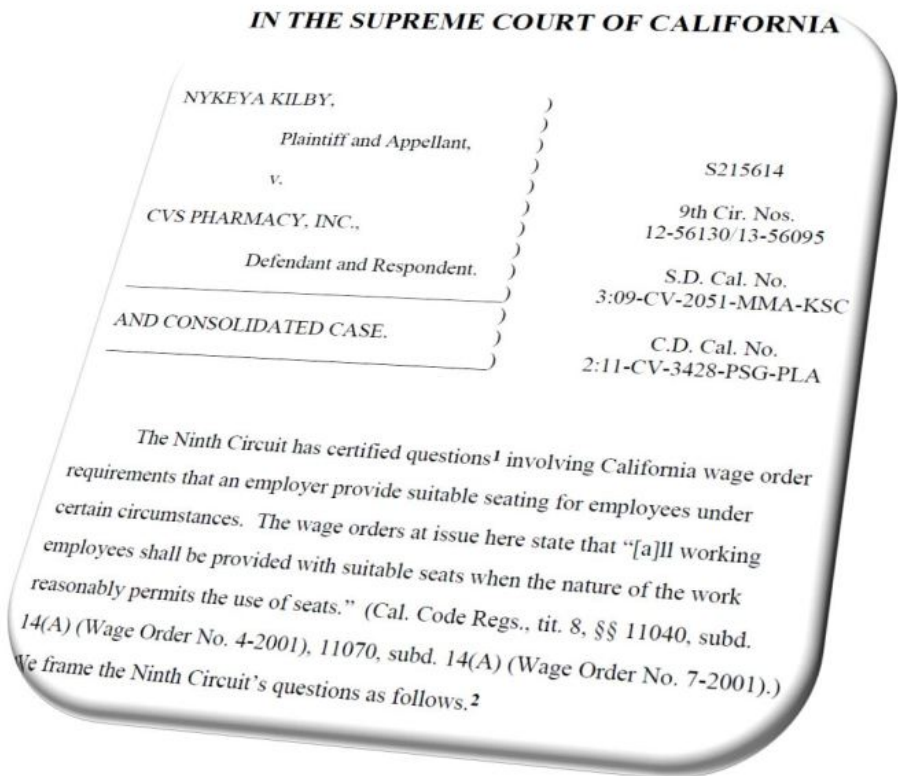 IN THE SUPREME COURT OF CALIFORNIA
NYKEYA KILBY,
Plaintiff and Appellant,
v.
CVS PHARMACY, INC.,
Defendant and Respondent.
AND CONSOLIDATED CASE.
)
)
)
)
)
)
)
)
)
)
)
)
S215614
9th Cir. Nos.
12-56130/13-56095
S.D. Cal. No.
3:09-CV-2051-MMA-KSC
C.D. Cal. No.
2:11-CV-3428-PSG-PLA
The Ninth Circuit has certified questions1 involving California wage order
requirements that an employer provide suitable seating for employees under
certain circumstances. The wage orders at issue here state that “[a]ll working
employees shall be provided with suitable seats when the nature of the work
reasonably permits the use of seats.” (Cal. Code Regs., tit. 8, §§ 11040, subd.
14(A) (Wage Order No. 4-2001), 11070, subd. 14(A) (Wage Order No. 7-2001).)
We frame the Ninth Circuit’s questions as follows.2